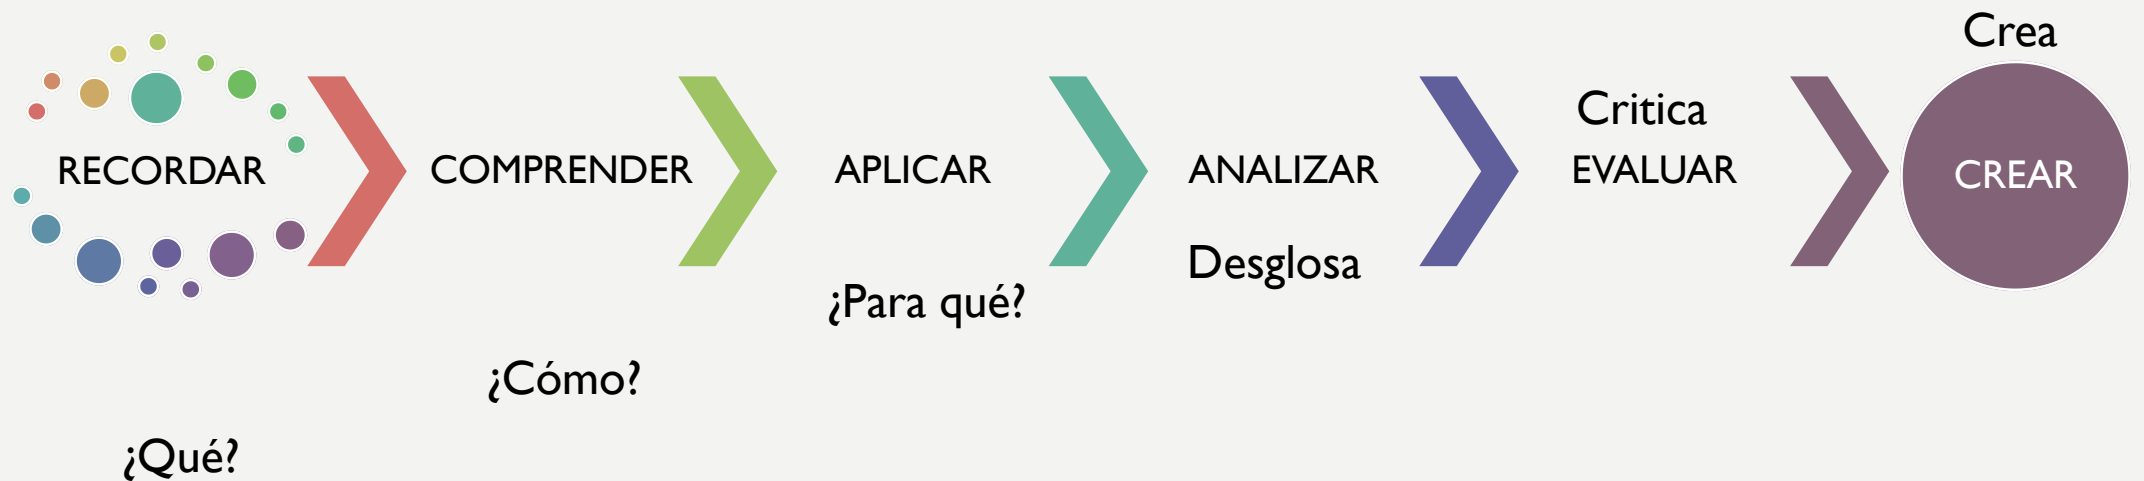 Crea
Critica
RECORDAR
COMPRENDER
APLICAR
ANALIZAR
EVALUAR
CREAR
Desglosa
¿Para qué?
¿Cómo?
¿Qué?